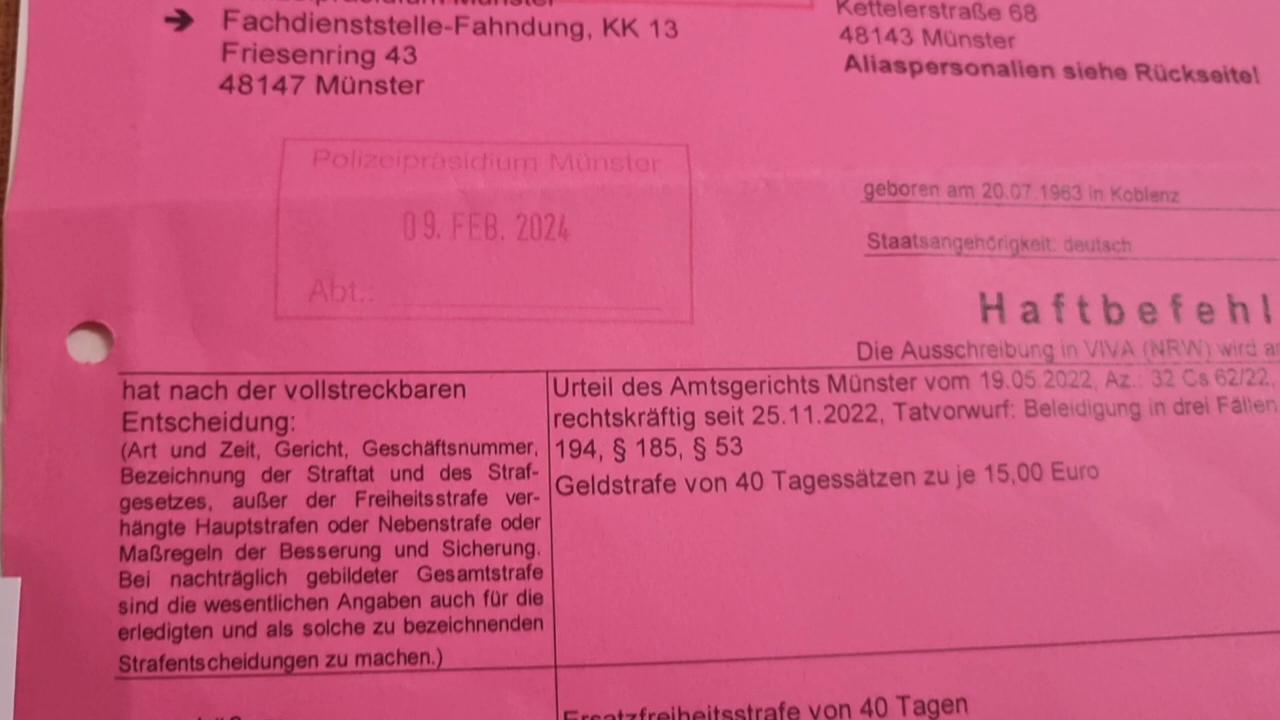 ➔ Fachdienststelle-Fahndung, KK 13
Friesenring 43
48147 Münster
Kettelerstraße 68
48143 Münster
Aliaspersonalien siehe Rückseite!
Polizeipräsidium Münster
09. FEB. 2024
Abt.:
geboren am 20.07.1963 in Koblenz
Staatsangehörigkeit: deutsch
Haftbefehl
Die Ausschreibung in VIVA (NRW) wird
hat nach der vollstreckbaren
Entscheidung:
(Art und Zeit, Gericht, Geschäftsnummer,
Bezeichnung der Straftat und des Straf-
gesetzes, außer der Freiheitsstrafe ver-
hängte Hauptstrafen oder Nebenstrafe oder
Maßregeln der Besserung und Sicherung.
Bei nachträglich gebildeter Gesamtstrafe
sind die wesentlichen Angaben auch für die
erledigten und als solche zu bezeichnenden
Strafentscheidungen zu machen.)
Urteil des Amtsgerichts Münster vom 19.05.2022, Az.: 32 Cs 62/22,
rechtskräftig seit 25.11.2022, Tatvorwurf: Beleidigung in drei Fällen,
194, § 185, § 53
Geldstrafe von 40 Tagessätzen zu je 15,00 Euro
Ersatzfreiheitsstrafe von 40 Tagen